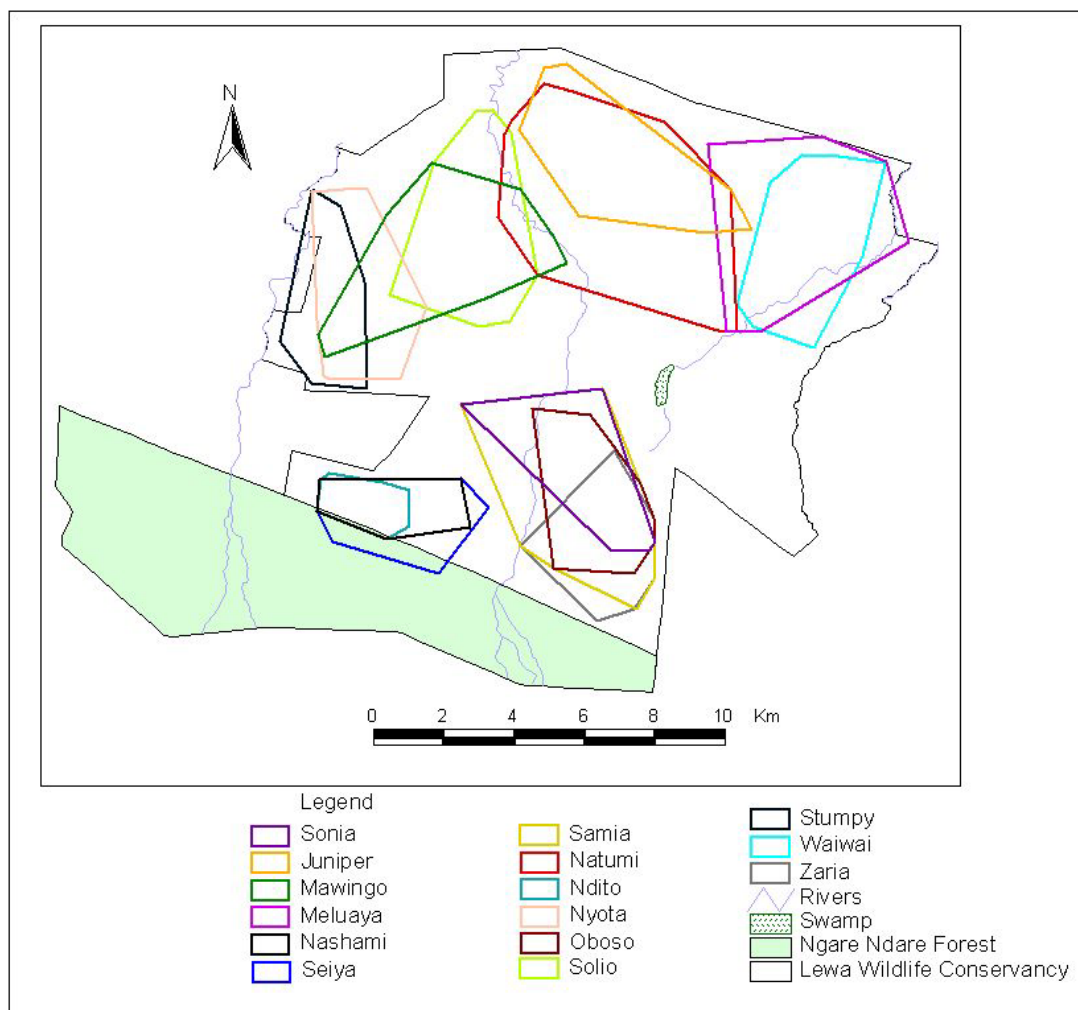 N
0 2 4 6 8 10 Km
Legend
Sonia
Juniper
Mawingo
Meluaya
Nashami
Seiya
Samia
Natumi
Ndito
Nyota
Oboso
Solio
Stumpy
Waiwai
Zaria
Rivers
Swamp
Ngare Ndare Forest
Lewa Wildlife Conservancy